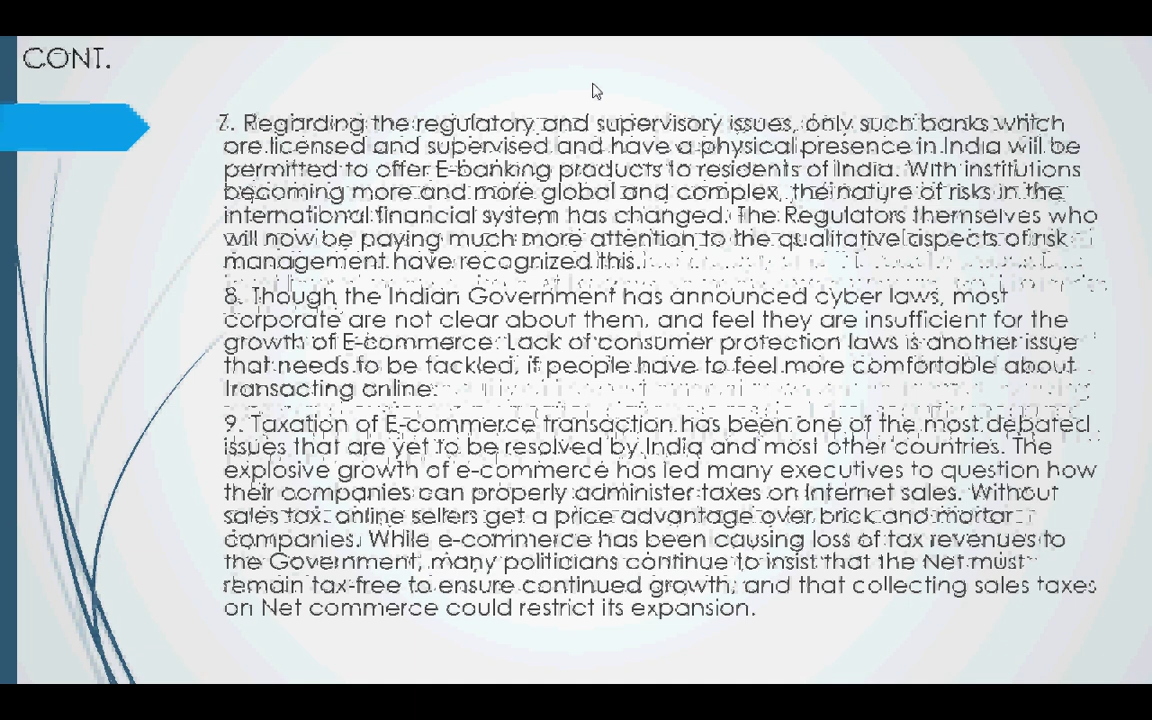 CONT.
7. Regarding the regulatory and supervisory issues, only such banks which
are licensed and supervised and have a physical presence in India will be
permitted to offer E-banking products to residents of India. With institutions
becoming more and more global and complex, the nature of risks in the
international financial system has changed. The Regulators themselves who
will now be paying much more attention to the qualitative aspects of risk
management have recognized this.
8. Though the Indian Government has announced cyber laws, most
corporate are not clear about them, and feel they are insufficient for the
growth of E-commerce. Lack of consumer protection laws is another issue
that needs to be tackled, if people have to feel more comfortable about
transacting online.
9. Taxation of E-commerce transaction has been one of the most debated
issues that are yet to be resolved by India and most other countries. The
explosive growth of e-commerce has led many executives to question how
their companies can properly administer taxes on Internet sales. Without
sales tax, online sellers get a price advantage over brick and mortar
companies. While e-commerce has been causing loss of tax revenues to
the Government, many politicians continue to insist that the Net must
remain tax-free to ensure continued growth, and that collecting sales taxes
on Net commerce could restrict its expansion.